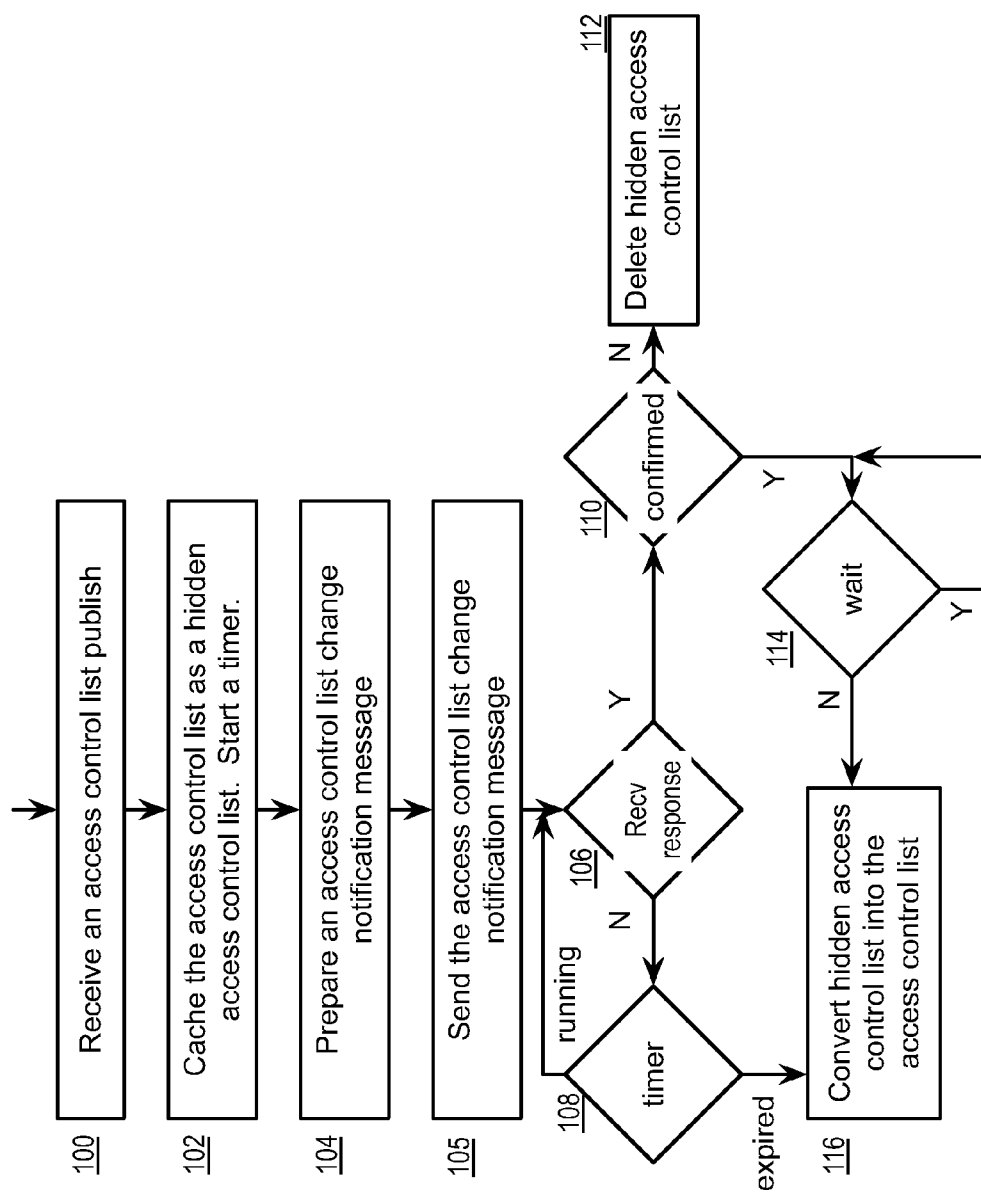 100
Receive an access control list publish
102
Cache the access control list as a hidden
access control list. Start a timer.
104
Prepare an access control list change
notification message
105
Send the access control list change
notification message
running
106
Recv
response
N
Y
108
timer
expired
110
confirmed
N
Y
112
Delete hidden access
control list
114
wait
N
Y
116
Convert hidden access
control list into the
access control list